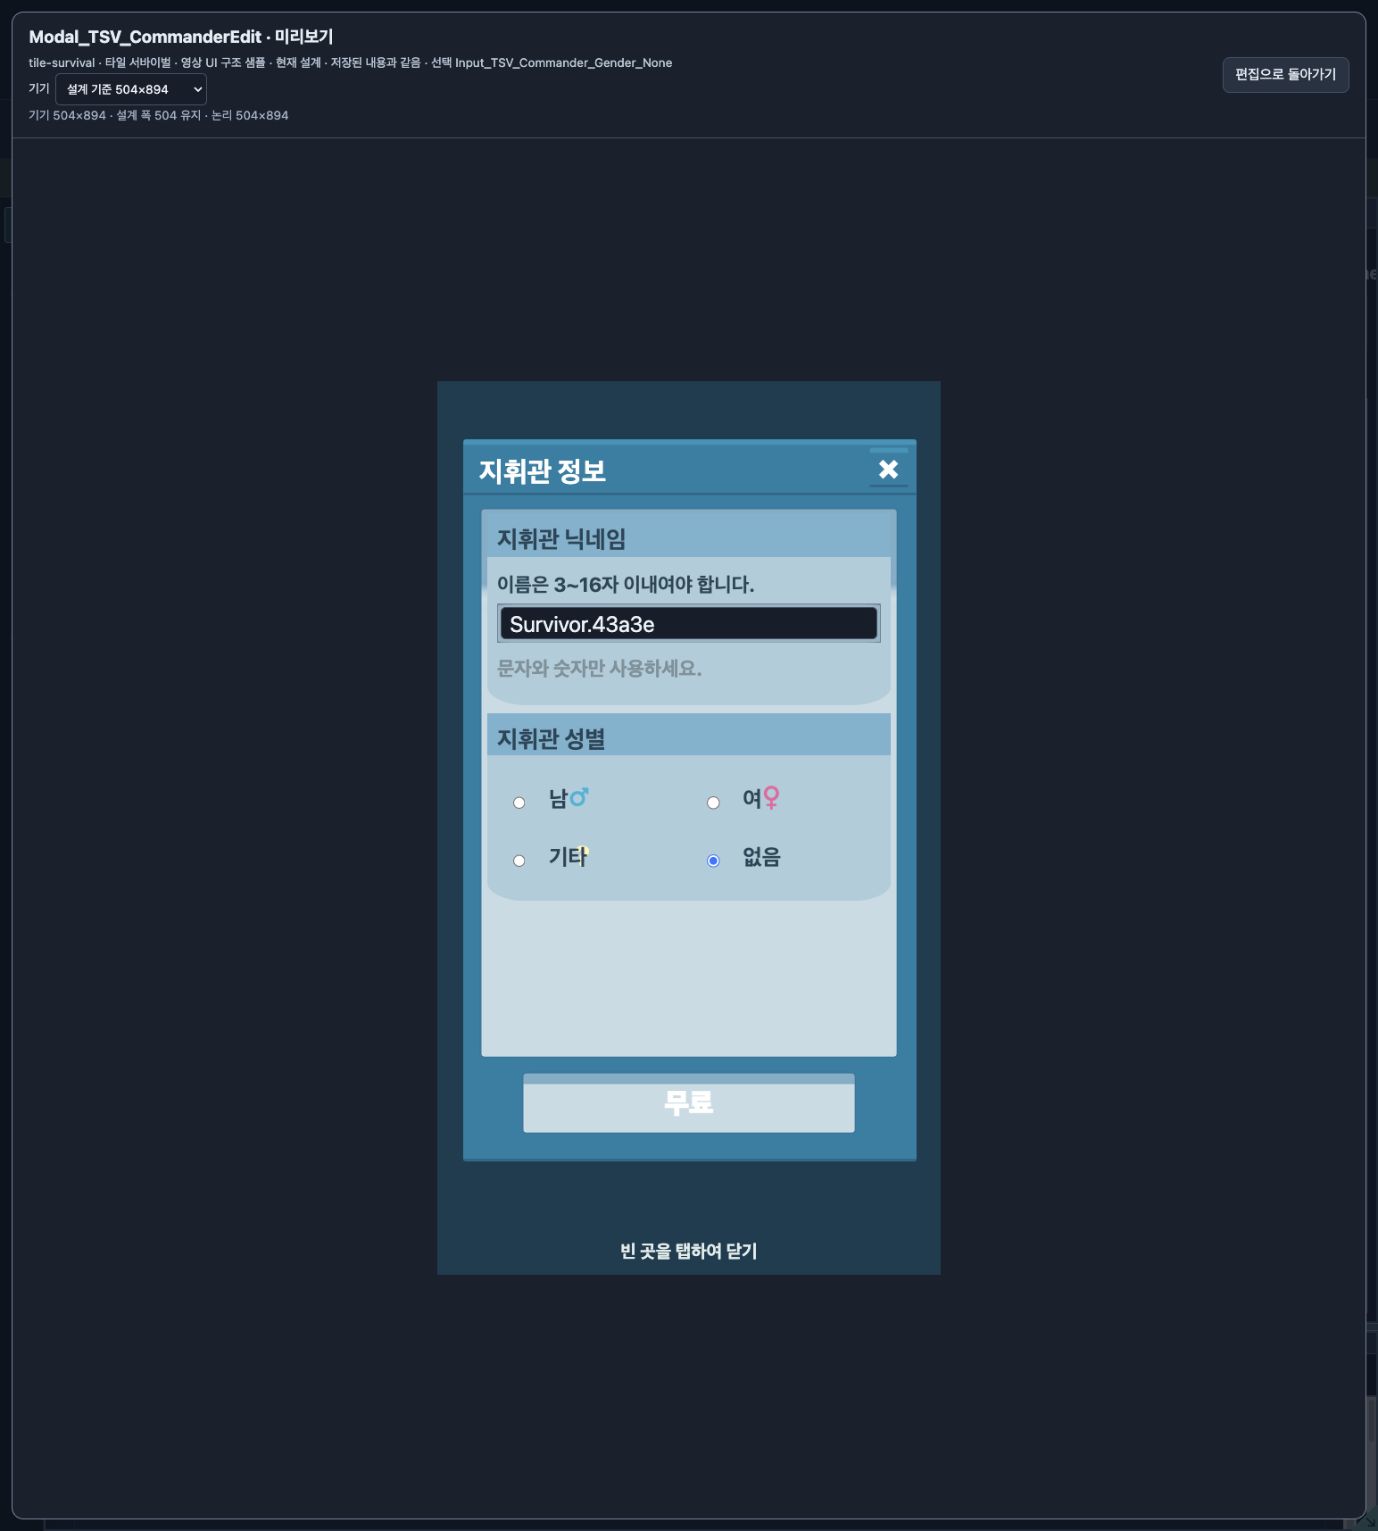 Modal_TSV_CommanderEdit · 미리보기
tile-survival · 타일 서바이벌 · 영상 UI 구조 샘플 · 현재 설계 · 저장된 내용과 같음 · 선택 Input_TSV_Commander_Gender_None
기기 설계 기준 504×894
편집으로 돌아가기
기기 504×894 · 설계 폭 504 유지 · 논리 504×894
지휘관 정보
지휘관 닉네임
이름은 3~16자 이내여야 합니다.
Survivor.43a3e
문자와 숫자만 사용하세요.
지휘관 성별
남♂ 여♀
기타 없음
무료
빈 곳을 탭하여 닫기